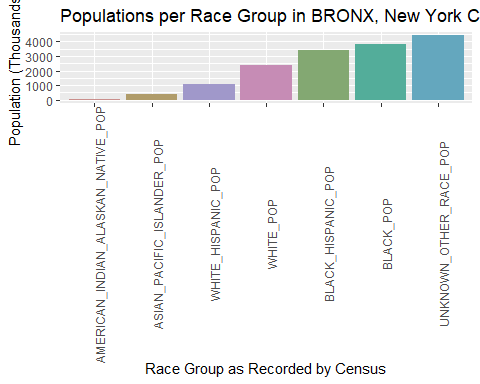 Populations per Race Group in BRONX, New York C
Population (Thousands
4000
3000
2000
1000
0
AMERICAN_INDIAN_ALASKAN_NATIVE_POP
ASIAN_PACIFIC_ISLANDER_POP
WHITE_HISPANIC_POP
WHITE_POP
BLACK_HISPANIC_POP
BLACK_POP
UNKNOWN_OTHER_RACE_POP
Race Group as Recorded by Census